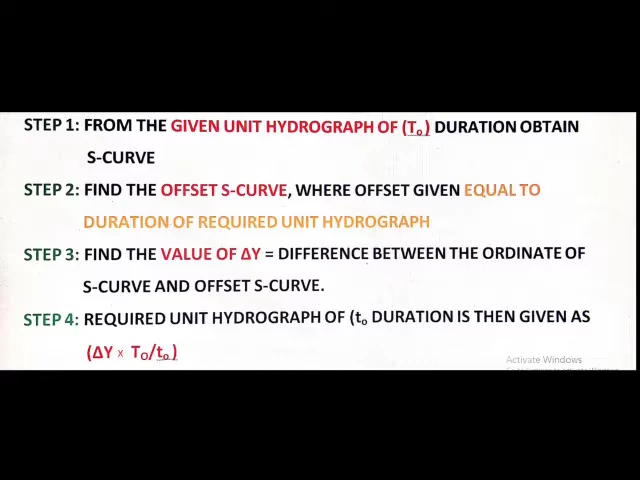 STEP 1: FROM THE GIVEN UNIT HYDROGRAPH OF (To) DURATION OBTAIN
S-CURVE
STEP 2: FIND THE OFFSET S-CURVE, WHERE OFFSET GIVEN EQUAL TO
DURATION OF REQUIRED UNIT HYDROGRAPH
STEP 3: FIND THE VALUE OF ΔY = DIFFERENCE BETWEEN THE ORDINATE OF
S-CURVE AND OFFSET S-CURVE.
STEP 4: REQUIRED UNIT HYDROGRAPH OF (to DURATION IS THEN GIVEN AS
(ΔY x To/to)
Activate Windows